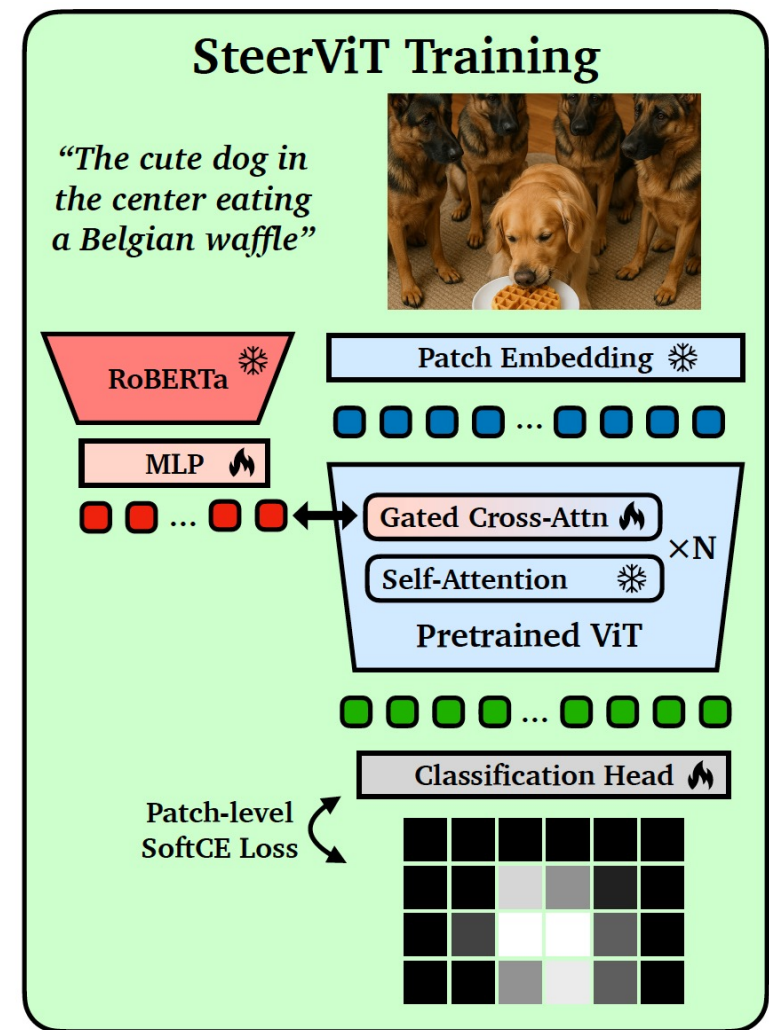 SteerViT Training
“The cute dog in
the center eating
a Belgian waffle”
RoBERTa
MLP
...
Patch Embedding
...
Gated Cross-Attn
×N
Self-Attention
Pretrained ViT
...
Classification Head
Patch-level
SoftCE Loss